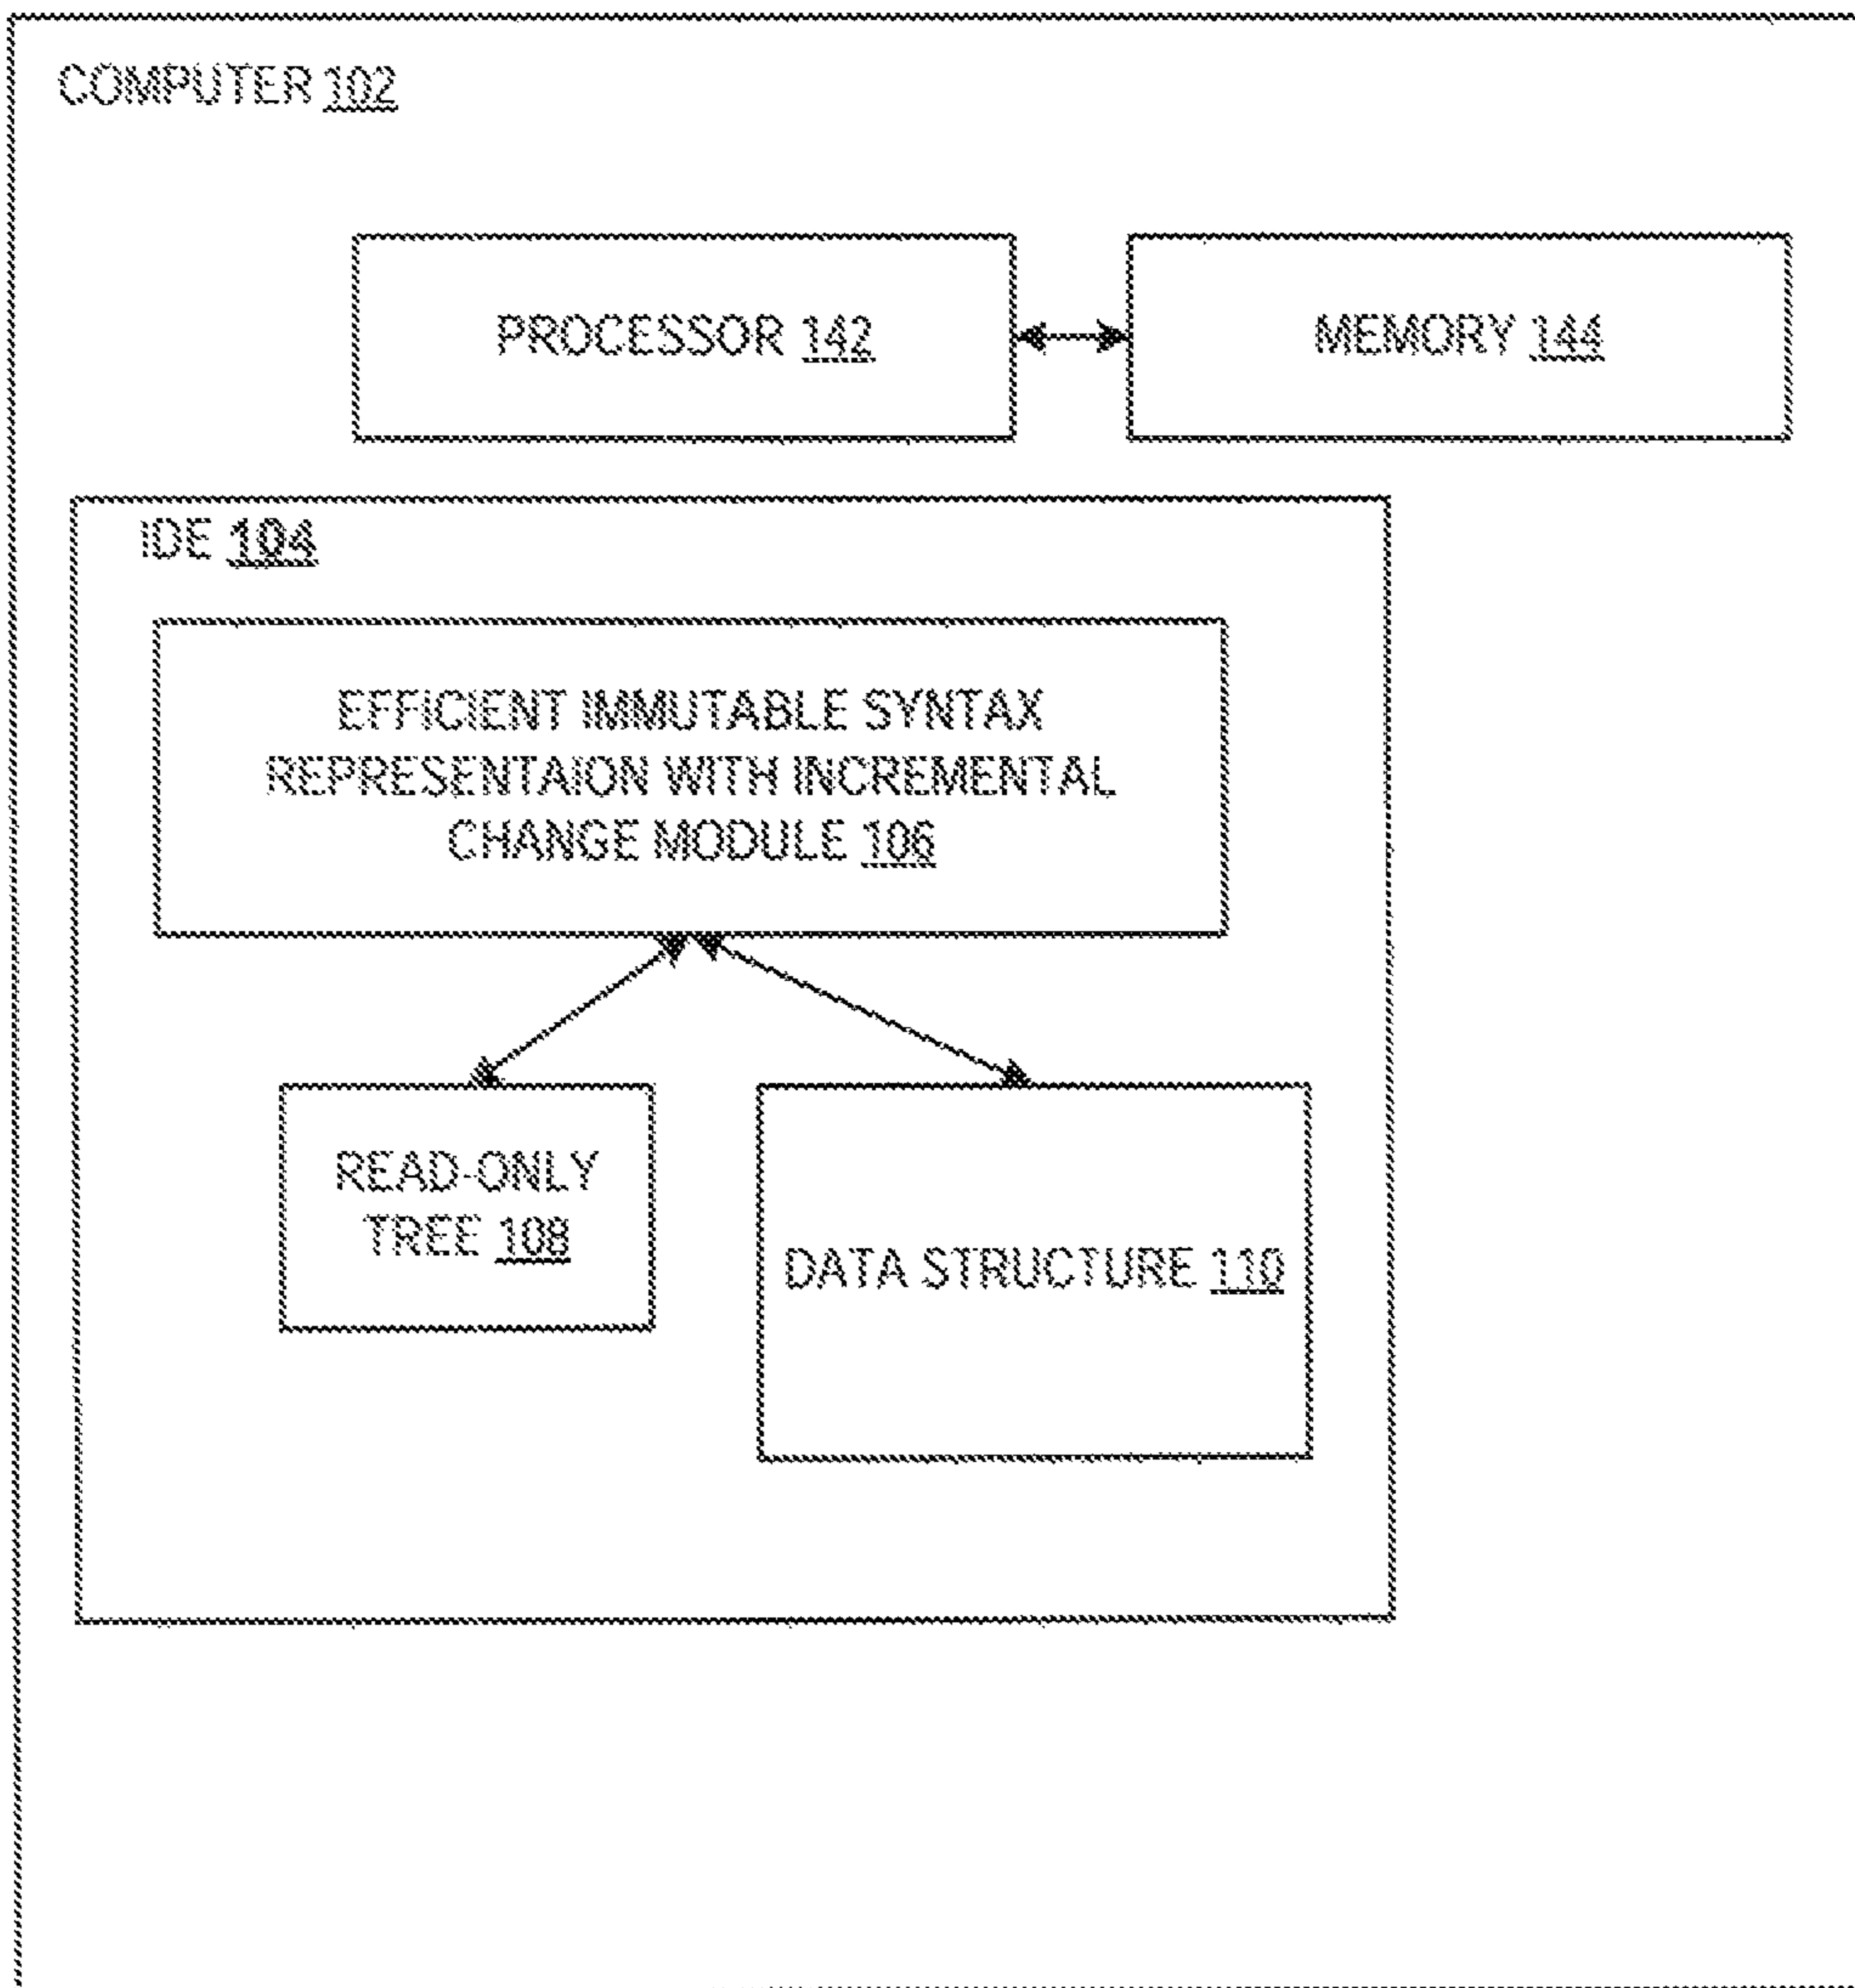 COMPUTER 102
PROCESSOR 142
MEMORY 144
IDE 104
EFFICIENT IMMUTABLE SYNTAX
REPRESENTAION WITH INCREMENTAL
CHANGE MODULE 106
READ-ONLY
TREE 108
DATA STRUCTURE 110